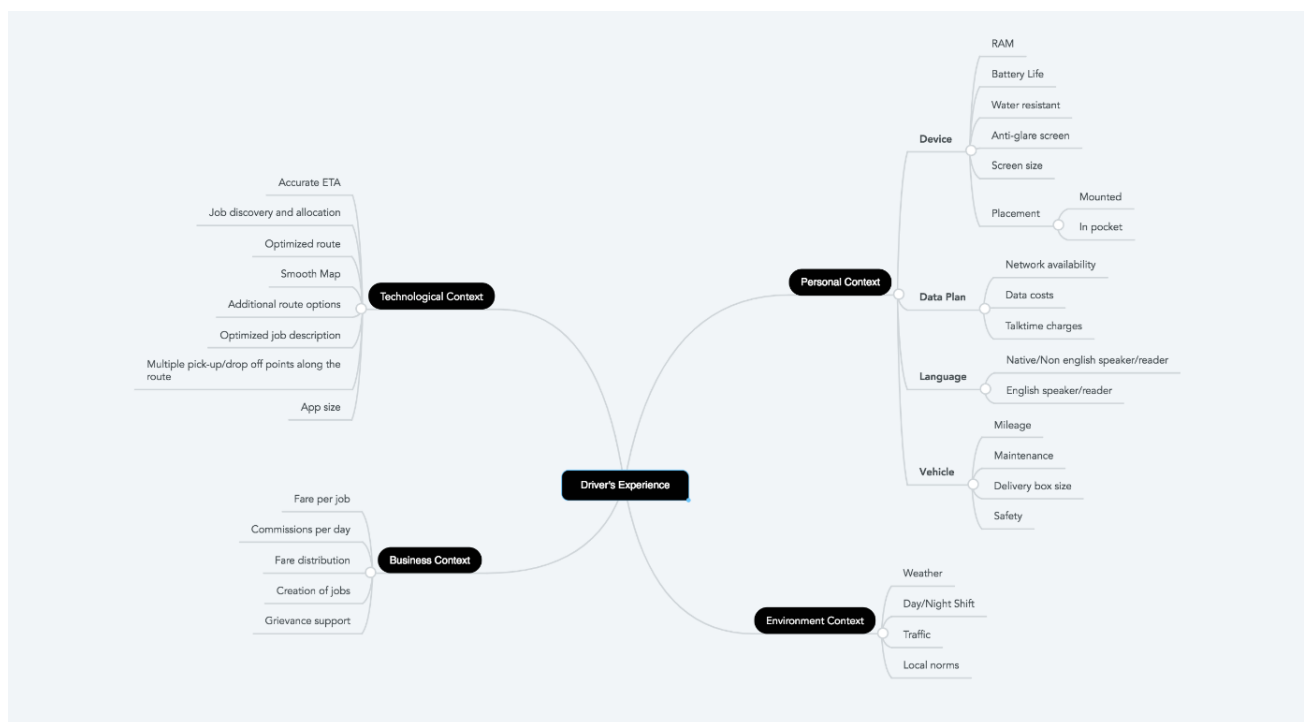 Driver's Experience
Technological Context
Accurate ETA
Job discovery and allocation
Optimized route
Smooth Map
Additional route options
Optimized job description
Multiple pick-up/drop off points along the
route
App size
Business Context
Fare per job
Commissions per day
Fare distribution
Creation of jobs
Grievance support
Personal Context
Device
RAM
Battery Life
Water resistant
Anti-glare screen
Screen size
Placement
Mounted
In pocket
Data Plan
Network availability
Data costs
Talktime charges
Language
Native/Non english speaker/reader
English speaker/reader
Vehicle
Mileage
Maintenance
Delivery box size
Safety
Environment Context
Weather
Day/Night Shift
Traffic
Local norms